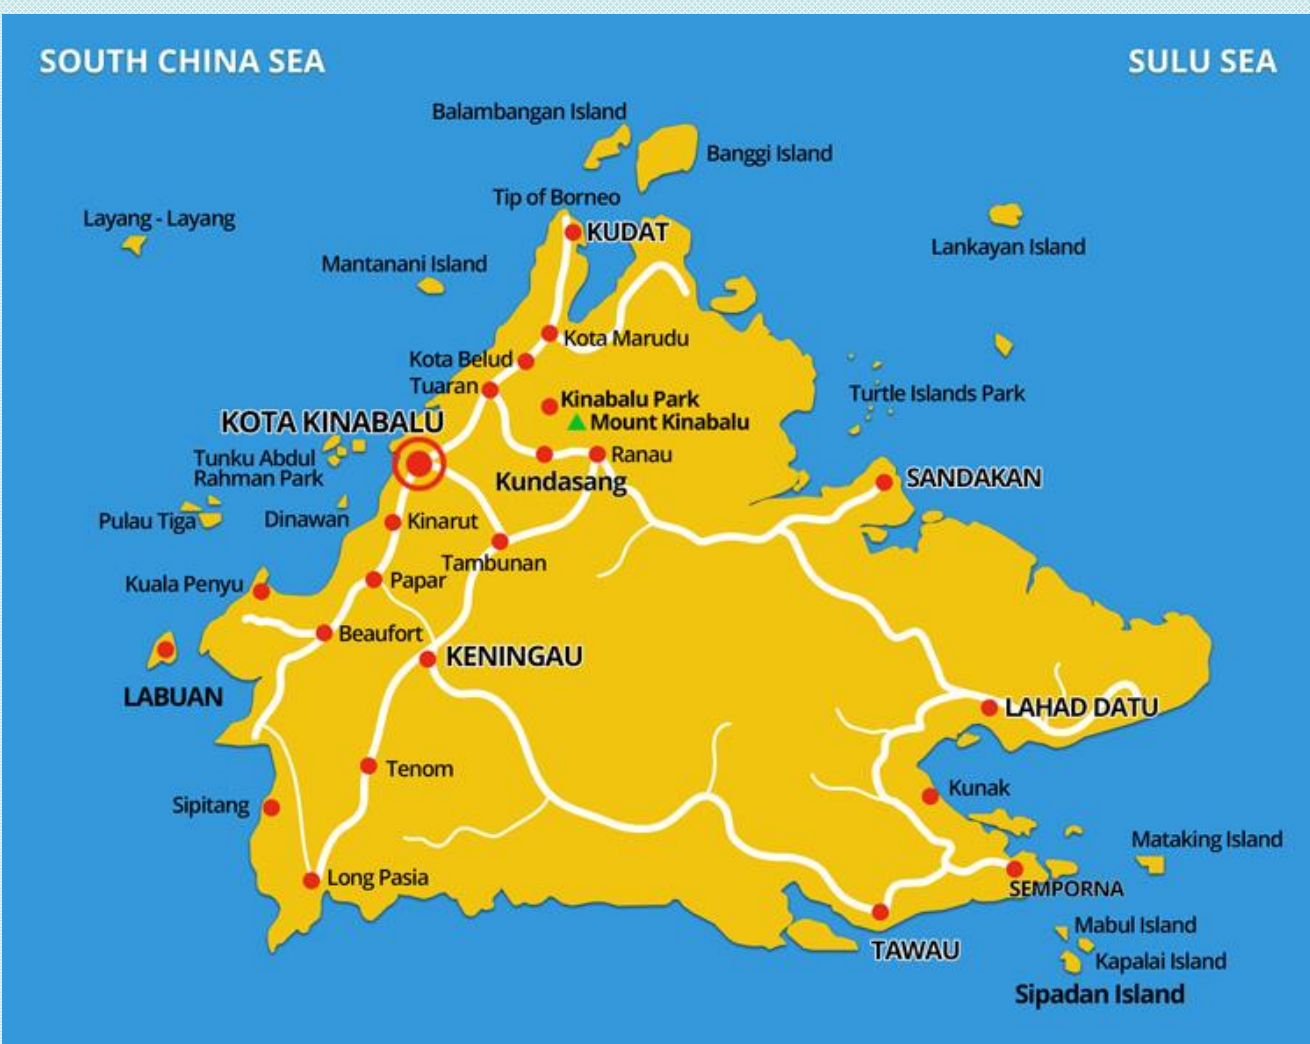 SOUTH CHINA SEA
SULU SEA
Balambangan Island
Banggi Island
Tip of Borneo
Layang - Layang
KUDAT
Lankayan Island
Mantanani Island
Kota Marudu
Kota Belud
Tuaran
Turtle Islands Park
Kinabalu Park
Mount Kinabalu
KOTA KINABALU
Tunku Abdul
Rahman Park
Ranau
Kundasang
SANDAKAN
Pulau Tiga
Dinawan
Kinarut
Tambunan
Kuala Penyu
Papar
Beaufort
KENINGAU
LABUAN
LAHAD DATU
Tenom
Kunak
Sipitang
Mataking Island
Long Pasia
SEMPORNA
Mabul Island
TAWAU
Kapalai Island
Sipadan Island